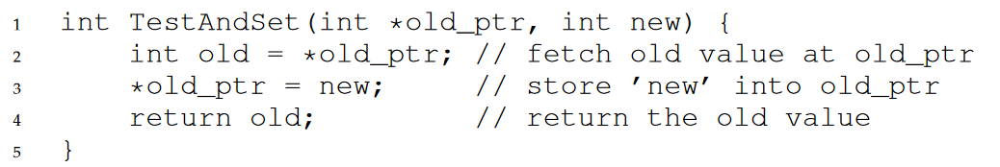 1 int TestAndSet(int *old_ptr, int new) {
2     int old = *old_ptr; // fetch old value at old_ptr
3     *old_ptr = new;     // store ’new’ into old_ptr
4     return old;         // return the old value
5 }